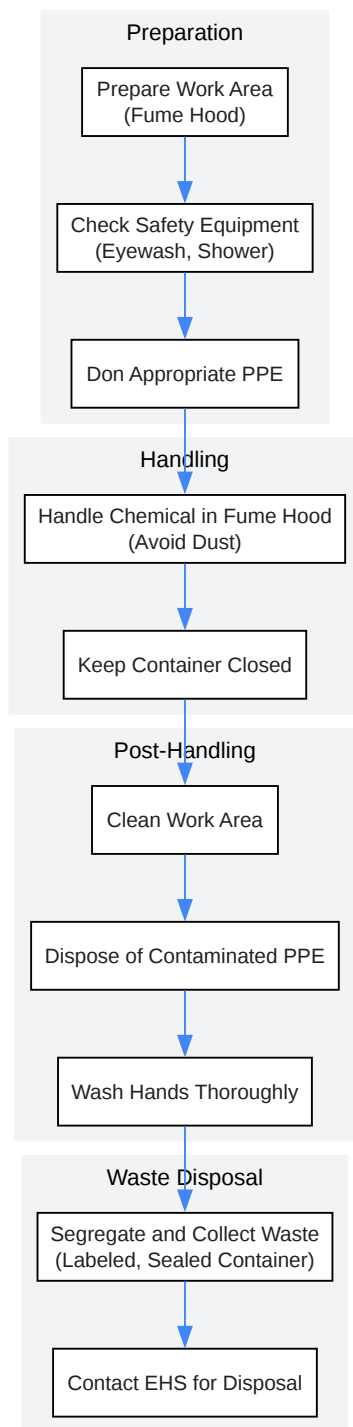 Preparation
Prepare Work Area
(Fume Hood)
Check Safety Equipment
(Eyewash, Shower)
Don Appropriate PPE
Handling
Handle Chemical in Fume Hood
(Avoid Dust)
Keep Container Closed
Post-Handling
Clean Work Area
Dispose of Contaminated PPE
Wash Hands Thoroughly
Waste Disposal
Segregate and Collect Waste
(Labeled, Sealed Container)
Contact EHS for Disposal